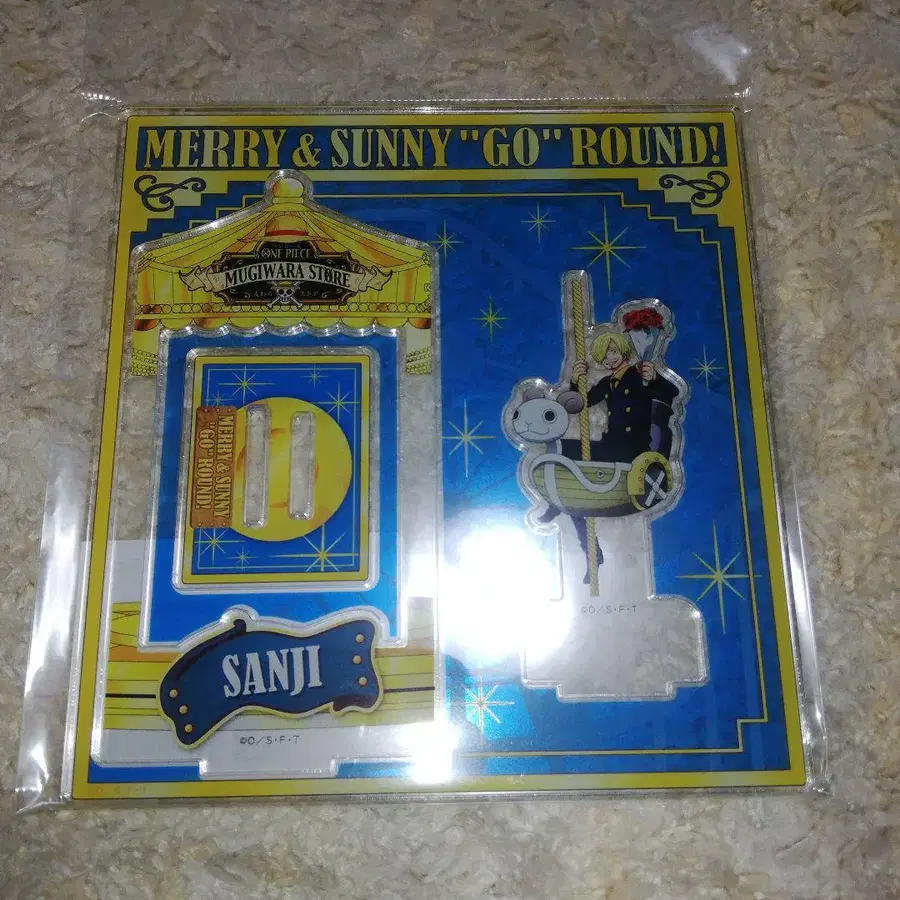 MERRY & SUNNY "GO" ROUND!
ONE PIECE
MUGIWARA STORE
MERRY & SUNNY
"GO" ROUND!
SANJI
©O/S・F・T
©O/S・F・T